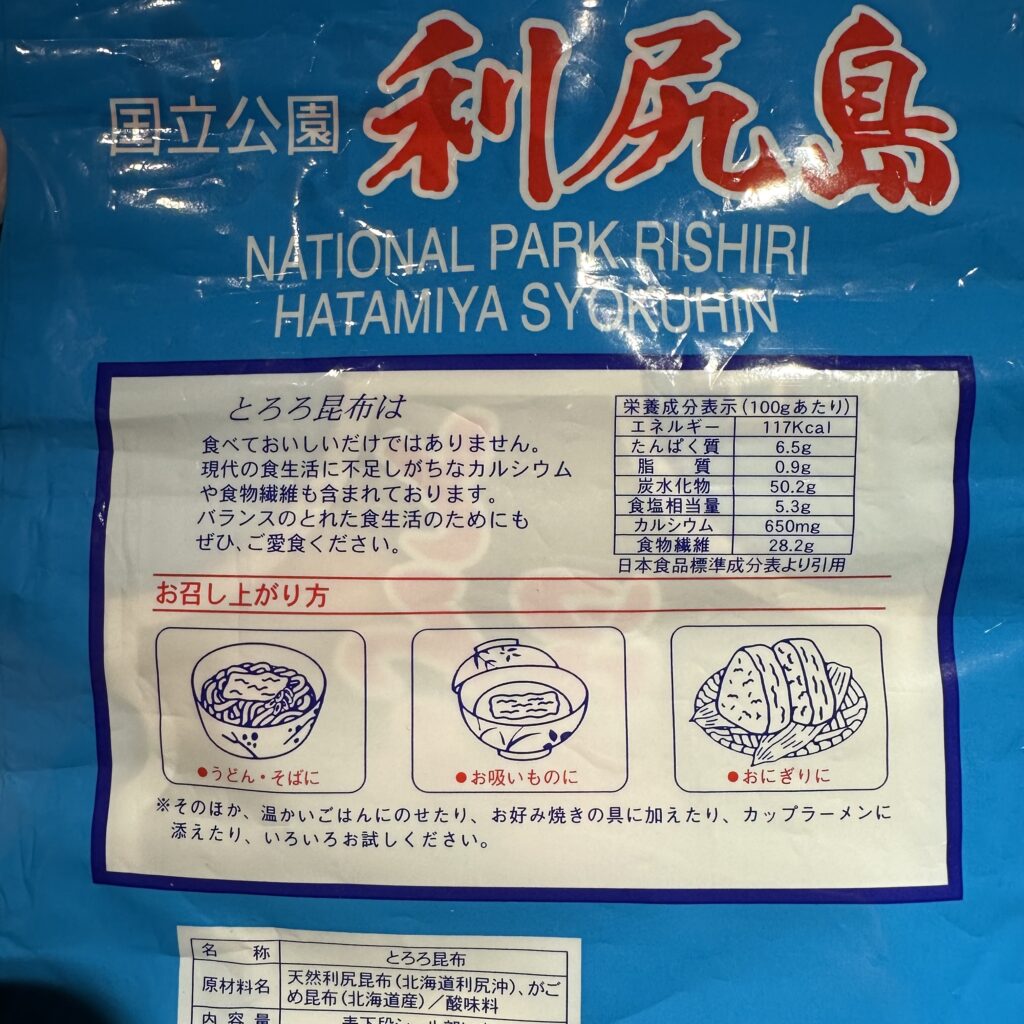 国立公園 利尻島
NATIONAL PARK RISHIRI
HATAMIYA SYOKUHIN
とろろ昆布は
食べておいしいだけではありません。
現代の食生活に不足しがちなカルシウム
や食物繊維も含まれております。
バランスのとれた食生活のためにも
ぜひ、ご愛食ください。
栄養成分表示(100gあたり)
エネルギー 117Kcal
たんぱく質 6.5g
脂質 0.9g
炭水化物 50.2g
食塩相当量 5.3g
カルシウム 650mg
食物繊維 28.2g
日本食品標準成分表より引用
お召し上がり方
●うどん・そばに
●お吸いものに
●おにぎりに
※そのほか、温かいごはんにのせたり、お好み焼きの具に加えたり、カップラーメンに
添えたり、いろいろお試しください。
名称 とろろ昆布
原材料名 天然利尻昆布(北海道利尻沖)、がご
め昆布(北海道産)/酸味料
内容量